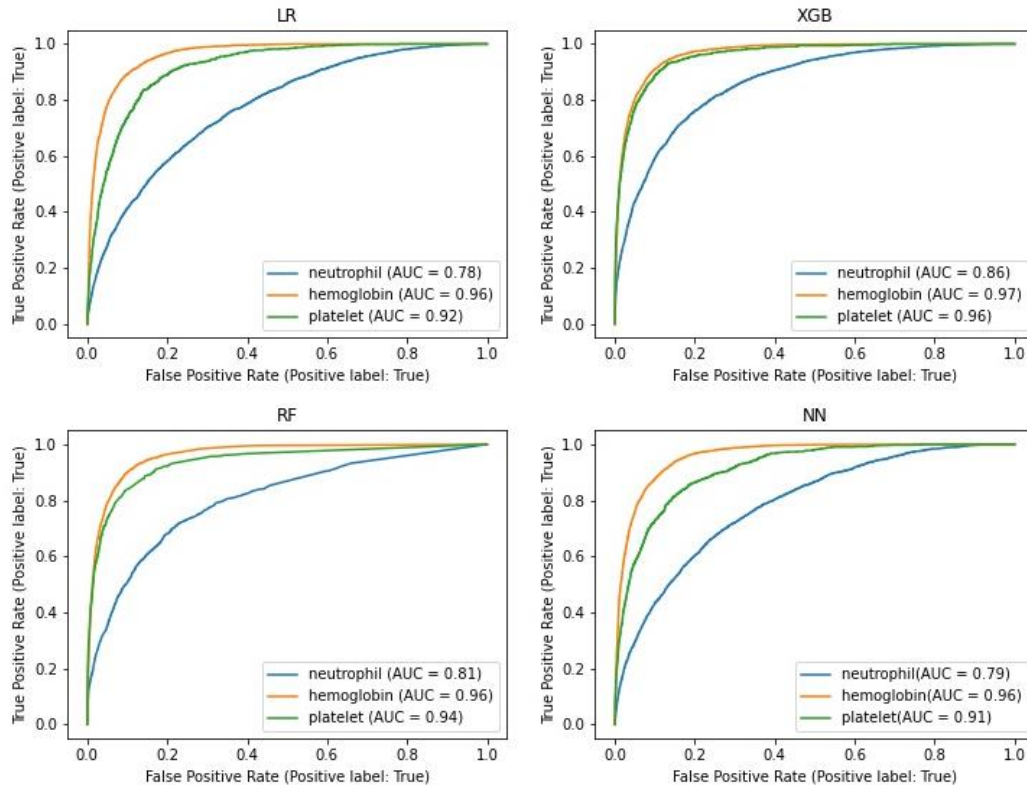 LR
1.0
0.8
0.6
0.4
0.2
0.0
True Positive Rate (Positive label: True)
neutrophil (AUC = 0.78)
hemoglobin (AUC = 0.96)
platelet (AUC = 0.92)
0.0 0.2 0.4 0.6 0.8 1.0
False Positive Rate (Positive label: True)
XGB
1.0
0.8
0.6
0.4
0.2
0.0
True Positive Rate (Positive label: True)
neutrophil (AUC = 0.86)
hemoglobin (AUC = 0.97)
platelet (AUC = 0.96)
0.0 0.2 0.4 0.6 0.8 1.0
False Positive Rate (Positive label: True)
RF
1.0
0.8
0.6
0.4
0.2
0.0
True Positive Rate (Positive label: True)
neutrophil (AUC = 0.81)
hemoglobin (AUC = 0.96)
platelet (AUC = 0.94)
0.0 0.2 0.4 0.6 0.8 1.0
False Positive Rate (Positive label: True)
NN
1.0
0.8
0.6
0.4
0.2
0.0
True Positive Rate (Positive label: True)
neutrophil(AUC = 0.79)
hemoglobin(AUC = 0.96)
platelet(AUC = 0.91)
0.0 0.2 0.4 0.6 0.8 1.0
False Positive Rate (Positive label: True)